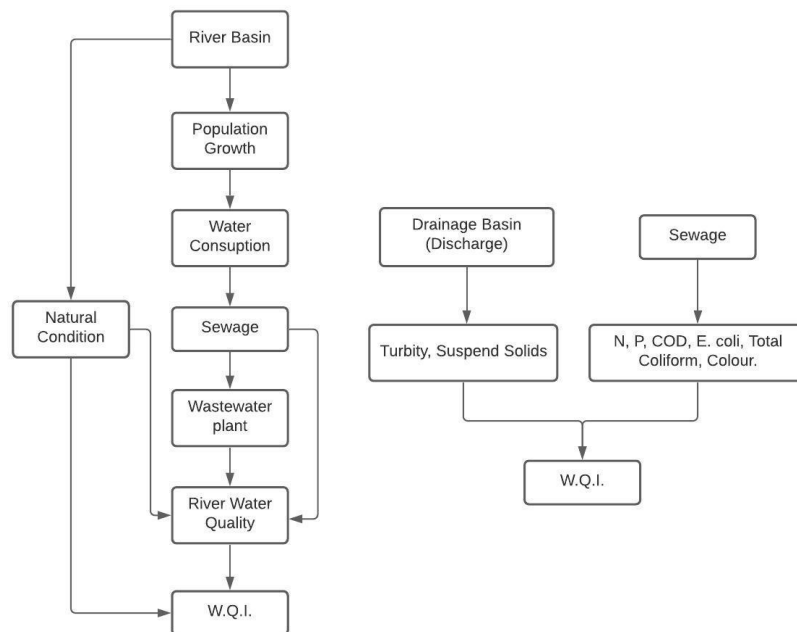 River Basin
Population
Growth
Water
Consuption
Natural
Condition
Sewage
Wastewater
plant
River Water
Quality
W.Q.I.
Drainage Basin
(Discharge)
Sewage
Turbity, Suspend Solids
N, P, COD, E. coli, Total
Coliform, Colour.
W.Q.I.